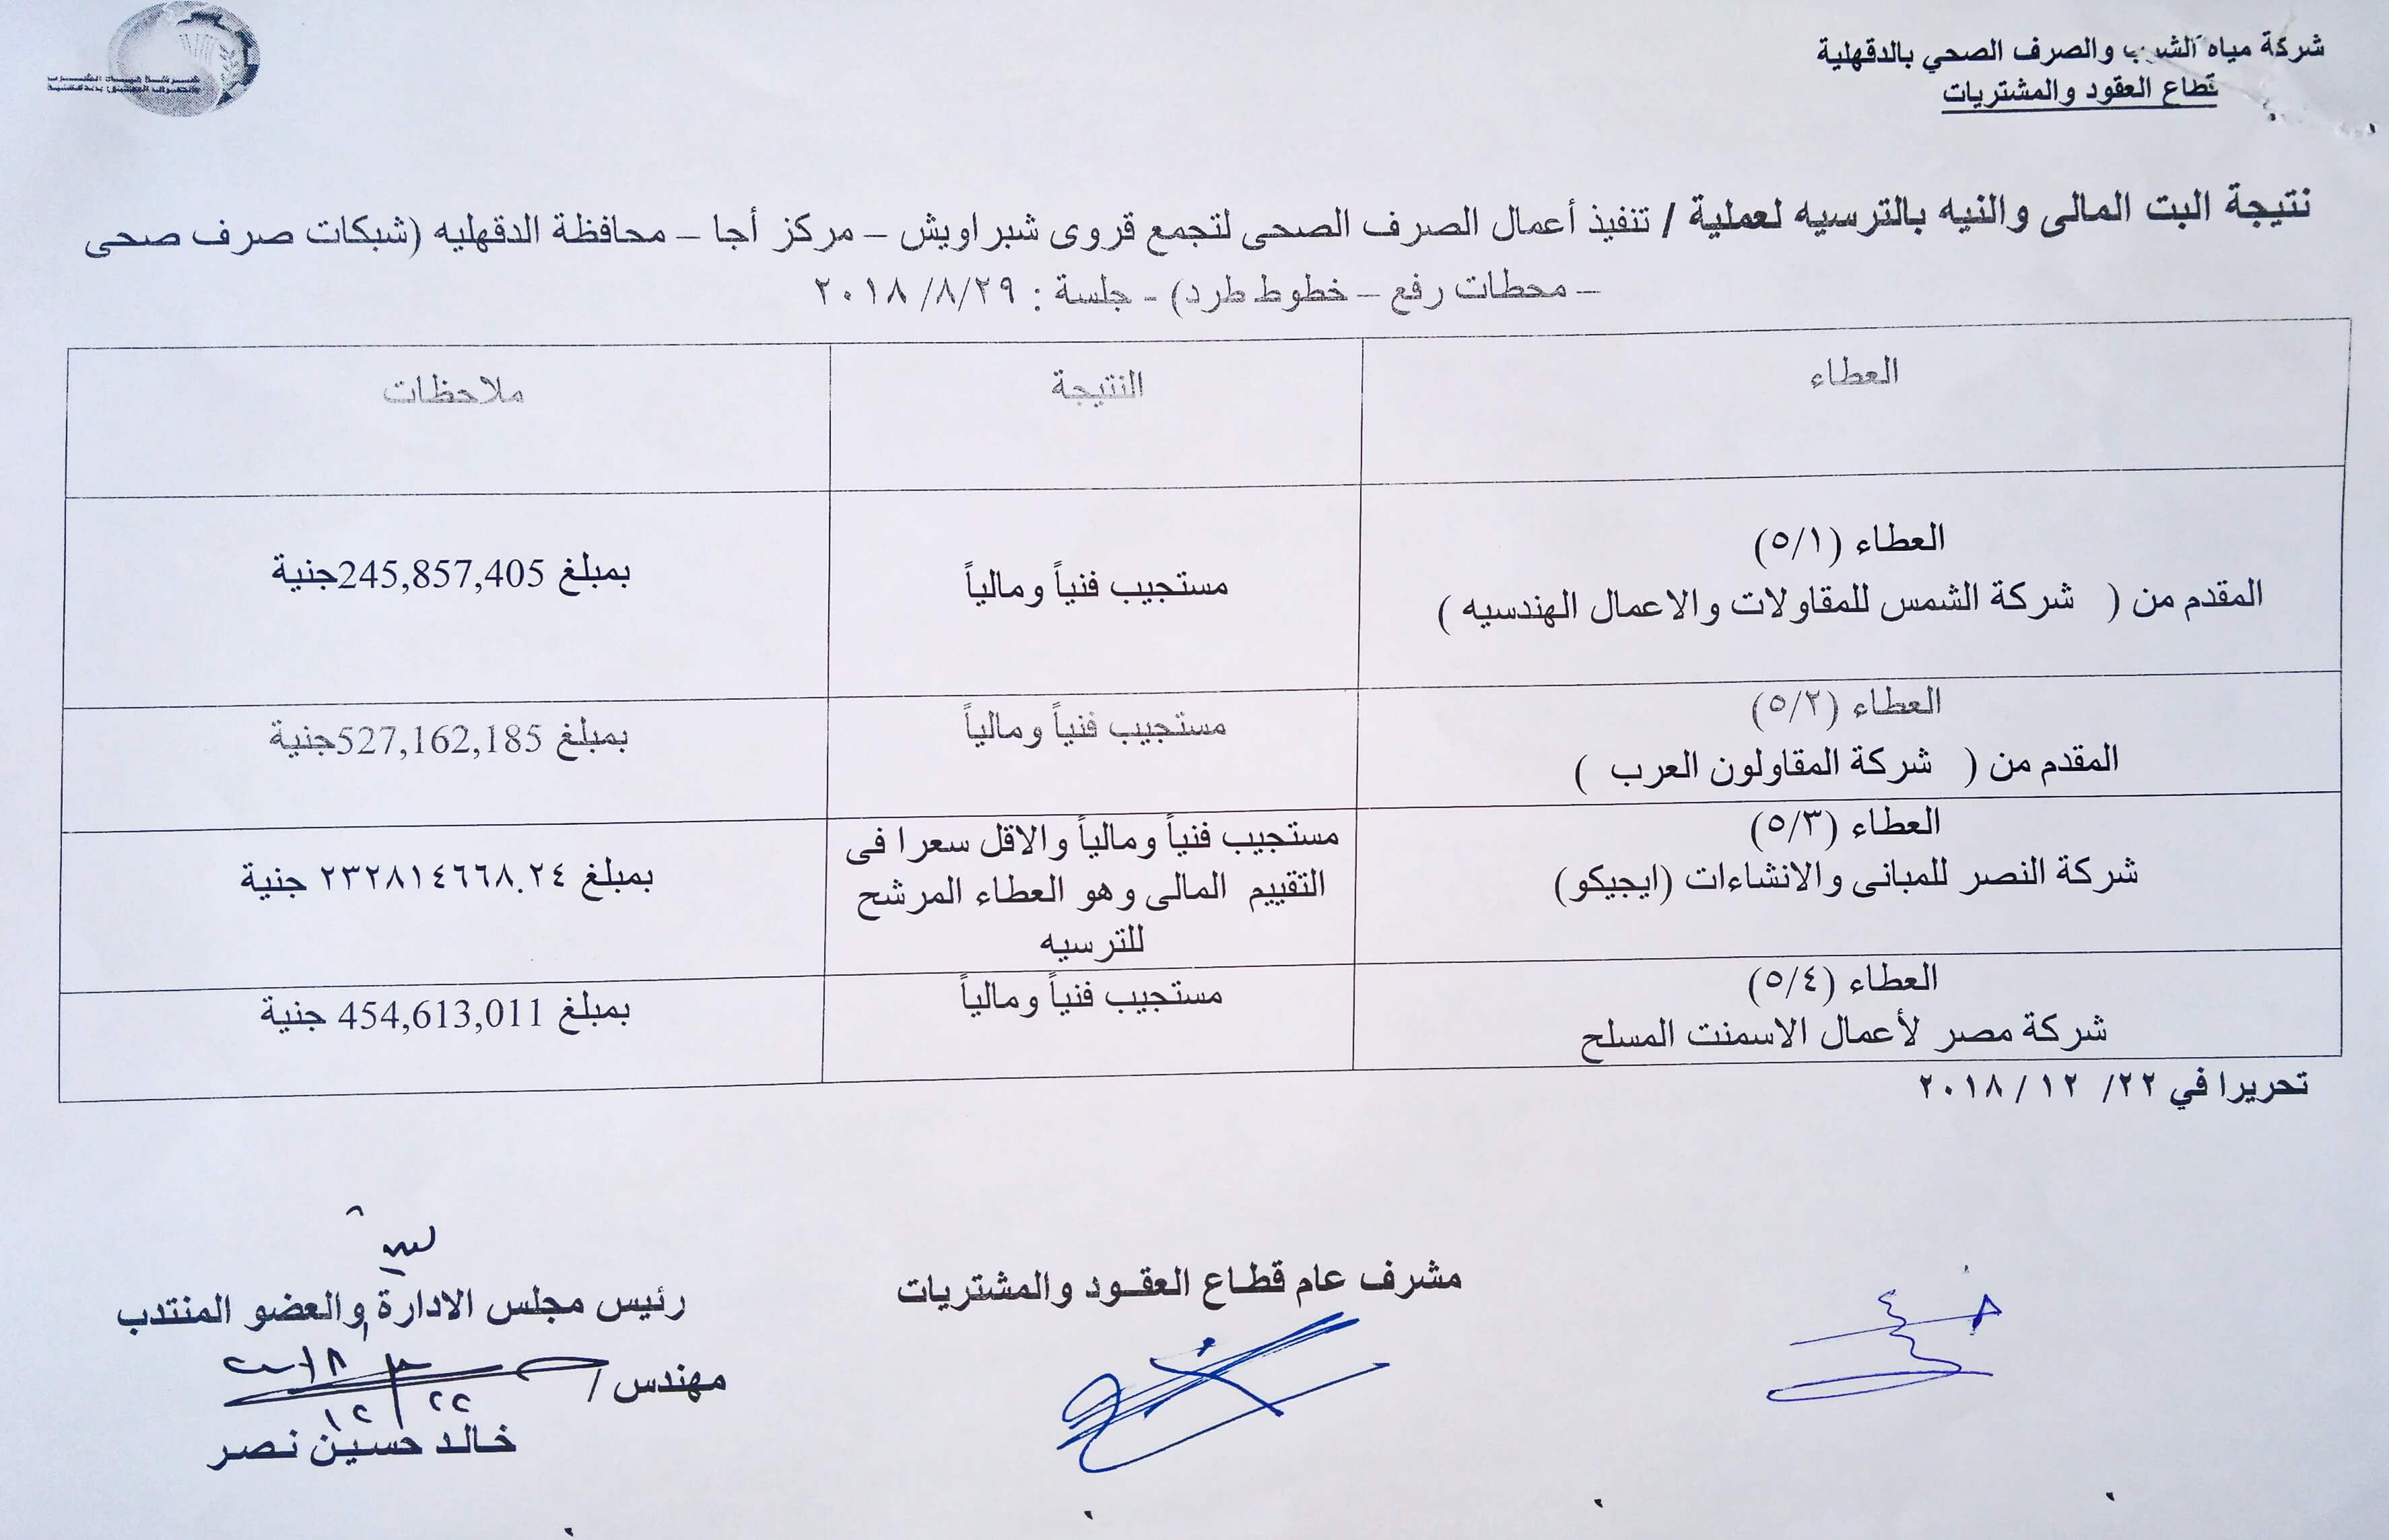 شركة مياه الشرب والصرف الصحي بالدقهلية
قطاع العقود والمشتريات
نتيجة البت المالى والنيه بالترسيه لعملية / تنفيذ أعمال الصرف الصحى لتجمع قروى شبراويش – مركز أجا – محافظة الدقهليه (شبكات صرف صحى
– محطات رفع – خطوط طرد) - جلسة : ٢٠١٨/٨/٢٩
العطاء النتيجة ملاحظات
العطاء (٥/١)
المقدم من ( شركة الشمس للمقاولات والاعمال الهندسيه )
مستجيب فنياً ومالياً
بمبلغ 245,857,405جنية
العطاء (٥/٢)
المقدم من ( شركة المقاولون العرب )
مستجيب فنياً ومالياً
بمبلغ 527,162,185جنية
العطاء (٥/٣)
شركة النصر للمبانى والانشاءات (ايجيكو)
مستجيب فنياً ومالياً والاقل سعرا فى
التقييم المالى وهو العطاء المرشح
للترسيه
بمبلغ ٢٣٢٨١٤٦٦٨.٢٤ جنية
العطاء (٥/٤)
شركة مصر لأعمال الاسمنت المسلح
مستجيب فنياً ومالياً
بمبلغ 454,613,011 جنية
تحريرا في ٢٢/ ١٢ / ٢٠١٨
مشرف عام قطاع العقود والمشتريات
رئيس مجلس الادارة والعضو المنتدب
مهندس /
٢٢ / ١٢
خالد حسين نصر